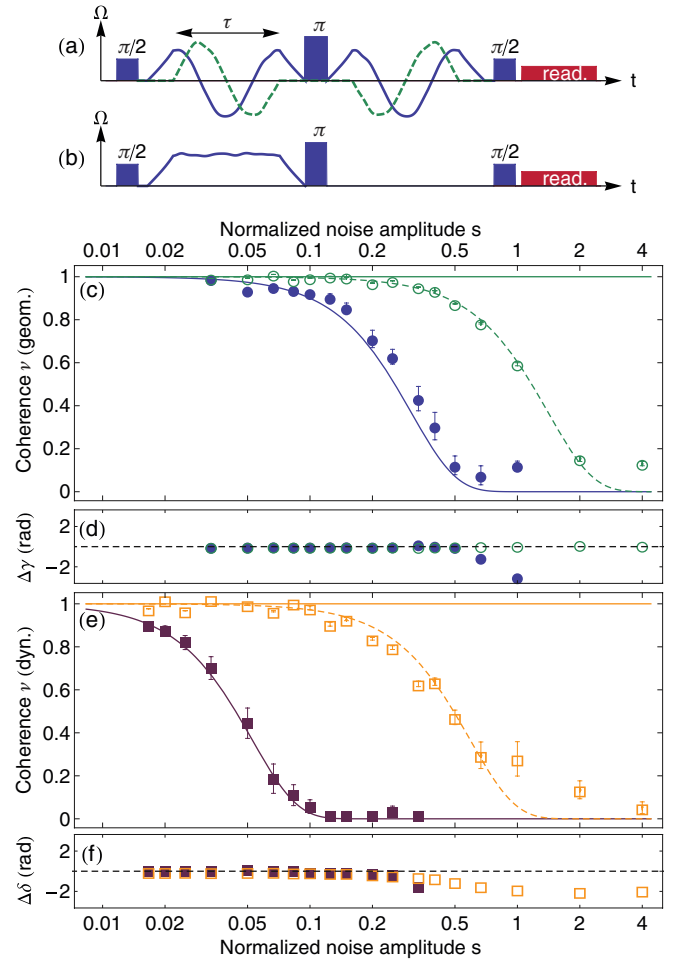 Ω
τ
π
(a)
π/2
π/2
read.
t
Ω
π
(b)
π/2
π/2
read.
t
Normalized noise amplitude s
0.01 0.02 0.05 0.1 0.2 0.5 1 2 4
(c)
Coherence ν (geom.)
1
0.8
0.6
0.4
0.2
0
(d)
Δγ (rad)
2
0
−2
(e)
Coherence ν (dyn.)
1
0.8
0.6
0.4
0.2
0
(f)
Δδ (rad)
2
0
−2
0.01 0.02 0.05 0.1 0.2 0.5 1 2 4
Normalized noise amplitude s